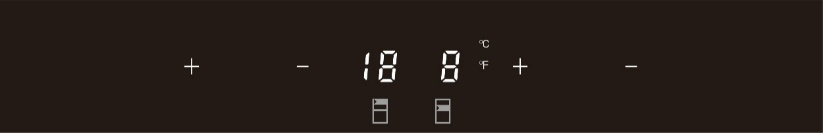 °C
+ - 18 8 °F + -